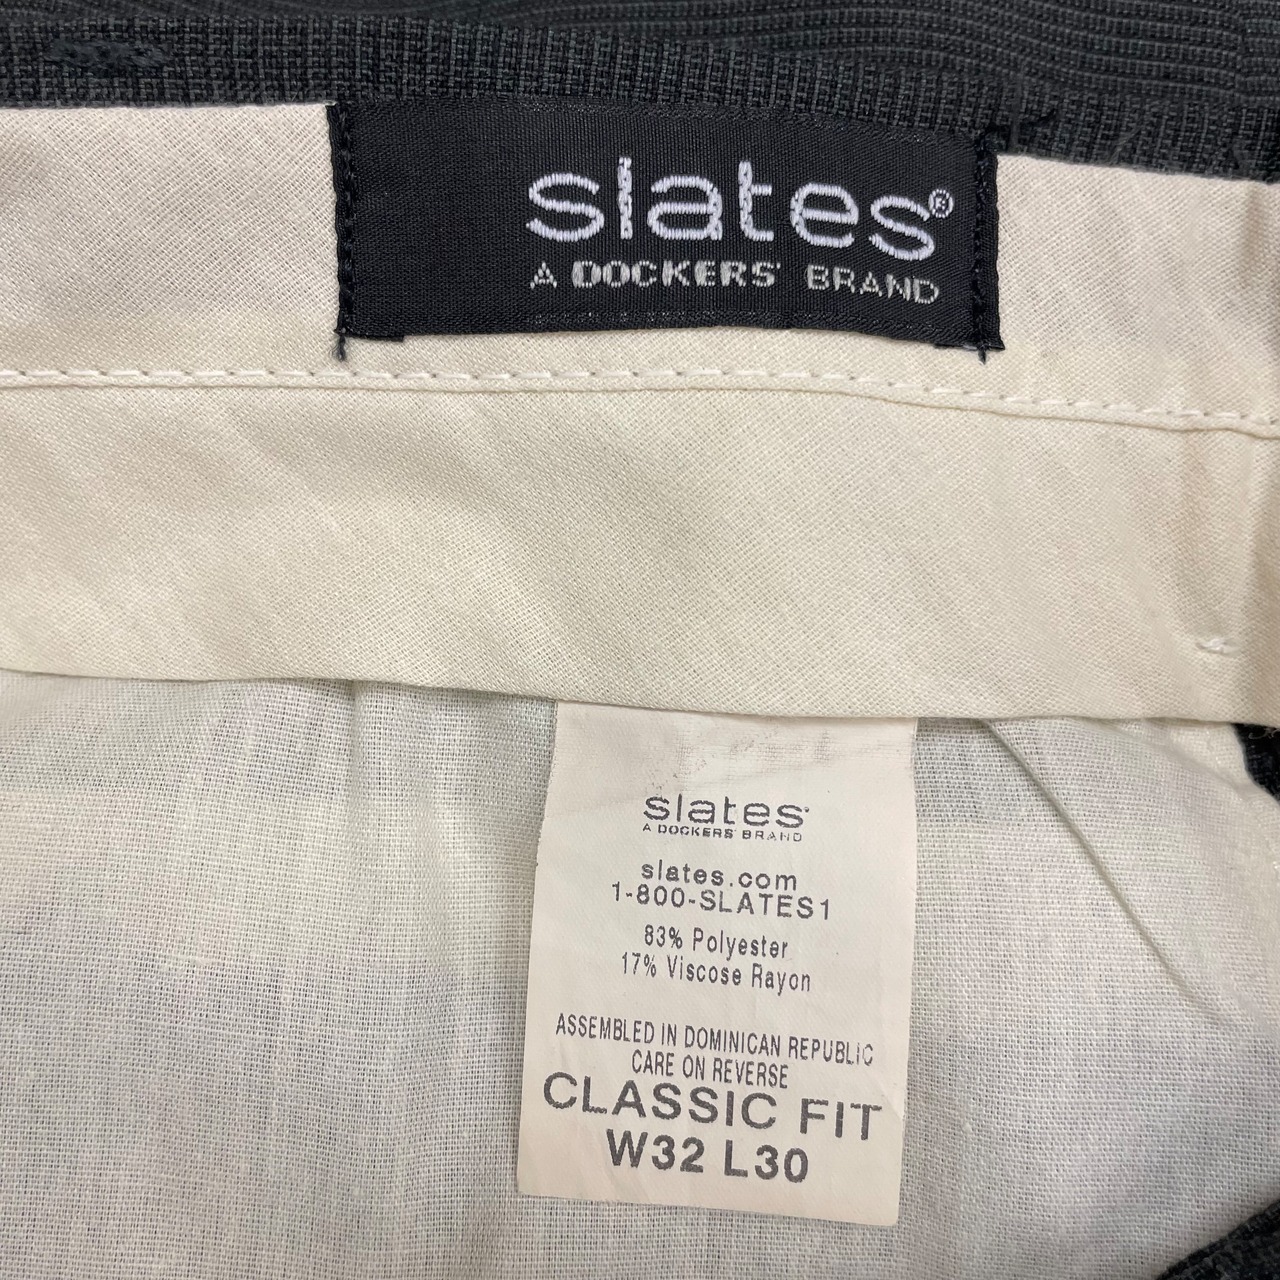 slates®
A DOCKERS® BRAND
slates®
A DOCKERS® BRAND
slates.com
1-800-SLATES1
83% Polyester
17% Viscose Rayon
ASSEMBLED IN DOMINICAN REPUBLIC
CARE ON REVERSE
CLASSIC FIT
W32 L30